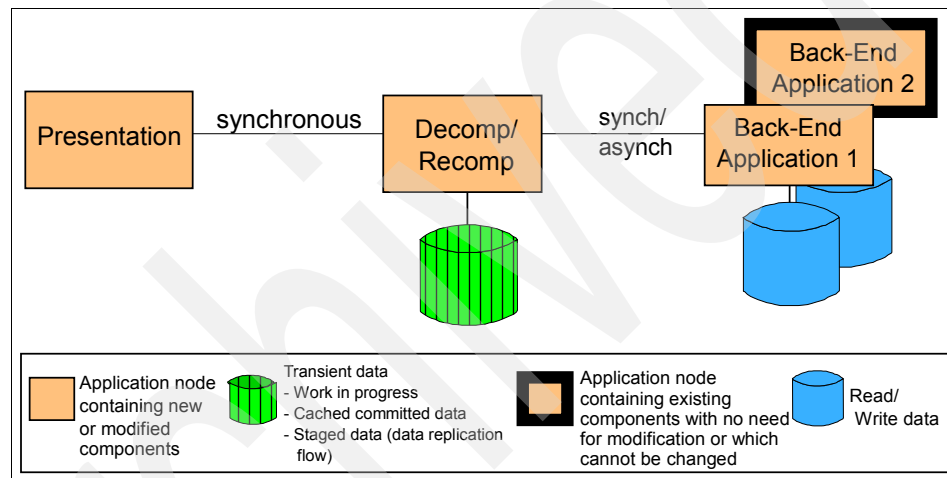 Back-End
Application 2
Presentation
synchronous
Decomp/
Recomp
synch/
asynch
Back-End
Application 1
Application node
containing new
or modified
components
Transient data
- Work in progress
- Cached committed data
- Staged data (data replication
flow)
Application node
containing existing
components with no need
for modification or which
cannot be changed
Read/
Write data